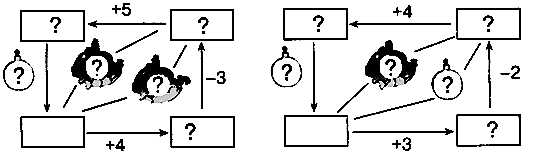 +5 +4
? ? ? ?
? ? ? −3 ? ? ? −2
? ?
+4 +3